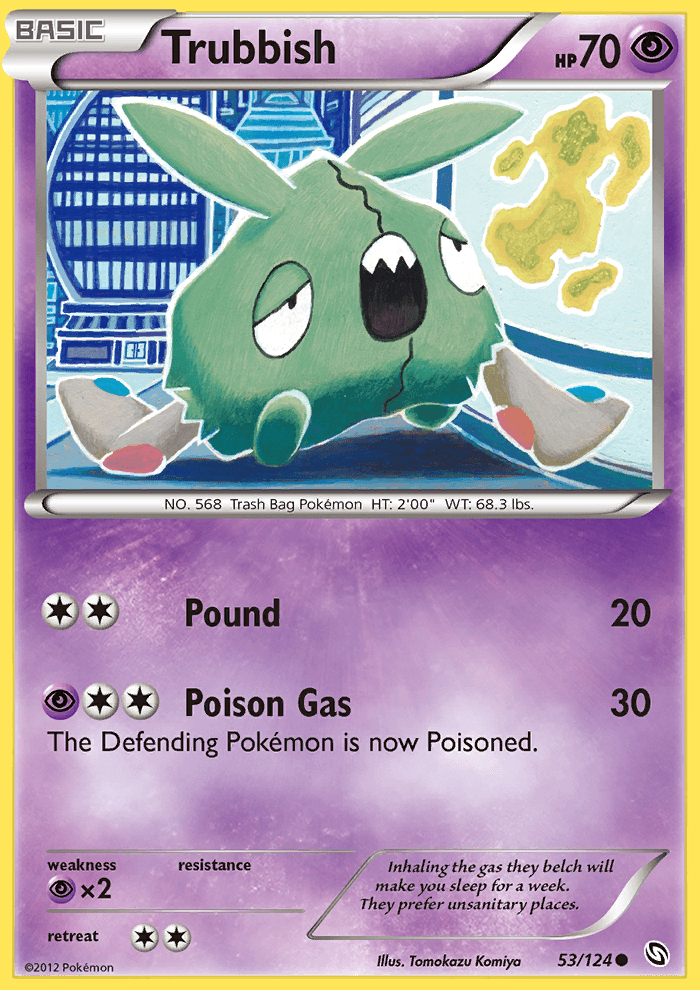 BASIC
Trubbish
HP70
NO. 568 Trash Bag Pokémon HT: 2'00" WT: 68.3 lbs.
Pound 20
Poison Gas 30
The Defending Pokémon is now Poisoned.
weakness resistance
×2
Inhaling the gas they belch will
make you sleep for a week.
They prefer unsanitary places.
retreat
©2012 Pokémon
Illus. Tomokazu Komiya 53/124